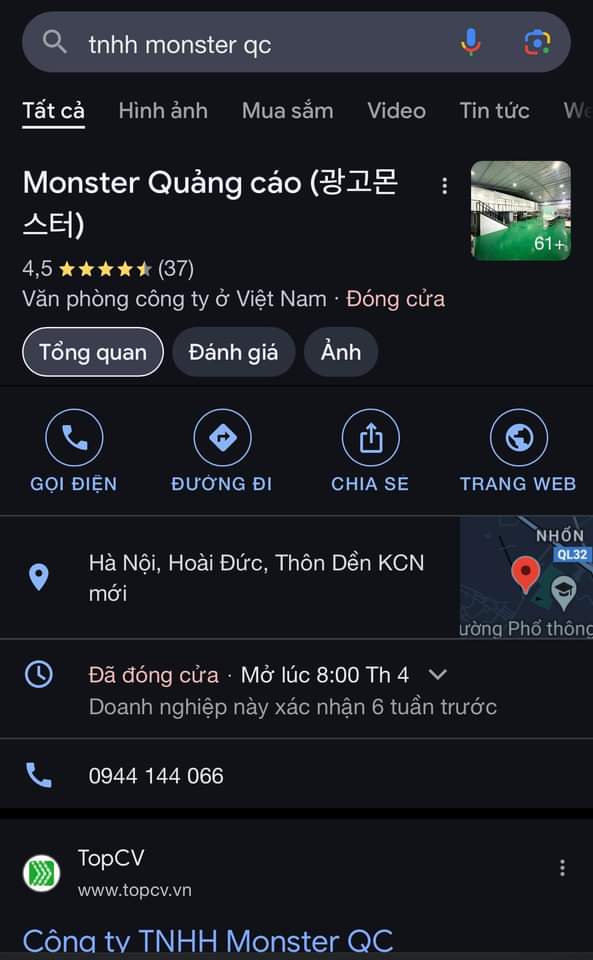 tnhh monster qc
Tất cả Hình ảnh Mua sắm Video Tin tức
Monster Quảng cáo (광고몬
스터)
61+
4,5 (37)
Văn phòng công ty ở Việt Nam · Đóng cửa
Tổng quan Đánh giá Ảnh
GỌI ĐIỆN ĐƯỜNG ĐI CHIA SẺ TRANG WEB
NHỔN
QL32
Hà Nội, Hoài Đức, Thôn Dền KCN
mới
ường Phổ thông
Đã đóng cửa · Mở lúc 8:00 Th 4
Doanh nghiệp này xác nhận 6 tuần trước
0944 144 066
TopCV
www.topcv.vn
Công ty TNHH Monster QC